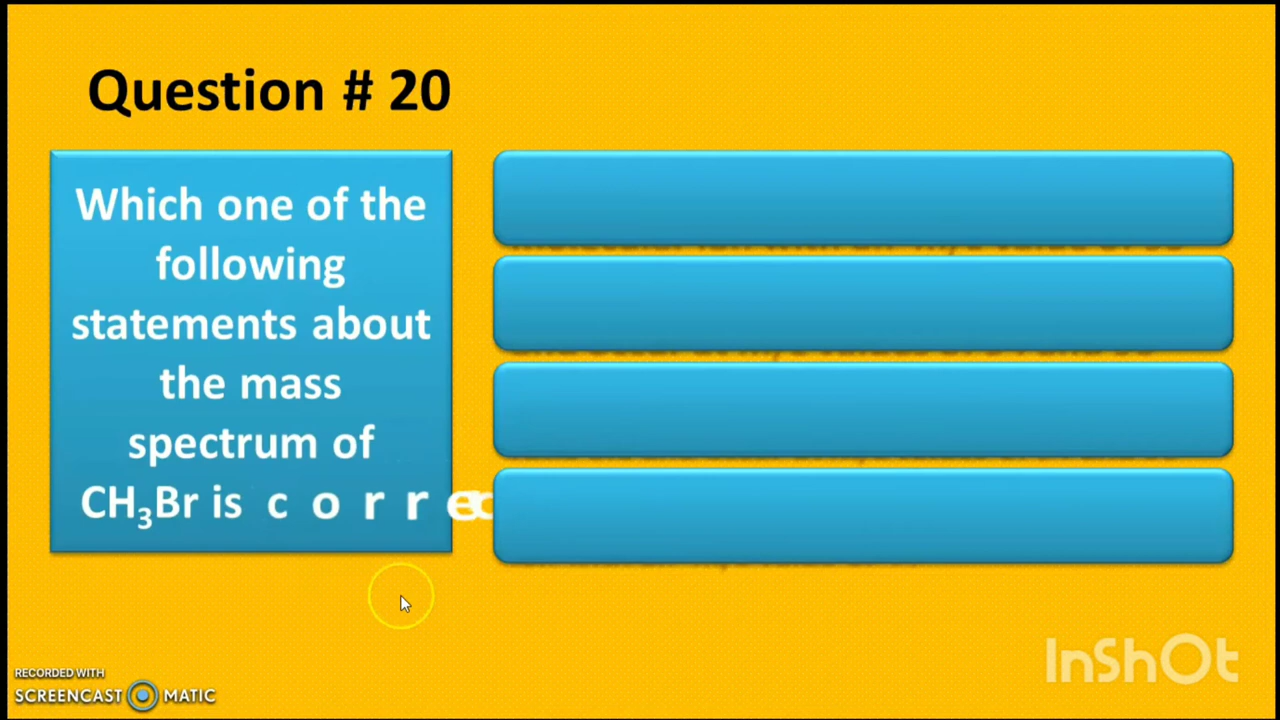 Question # 20
Which one of the
following
statements about
the mass
spectrum of
CH₃Br is c o r r e c
RECORDED WITH
SCREENCAST MATIC
InShOt